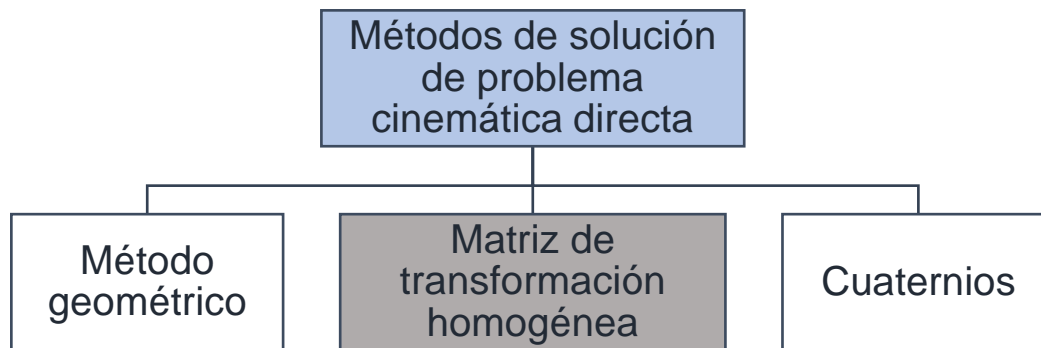 Métodos de solución
de problema
cinemática directa
Método
geométrico
Matriz de
transformación
homogénea
Cuaternios